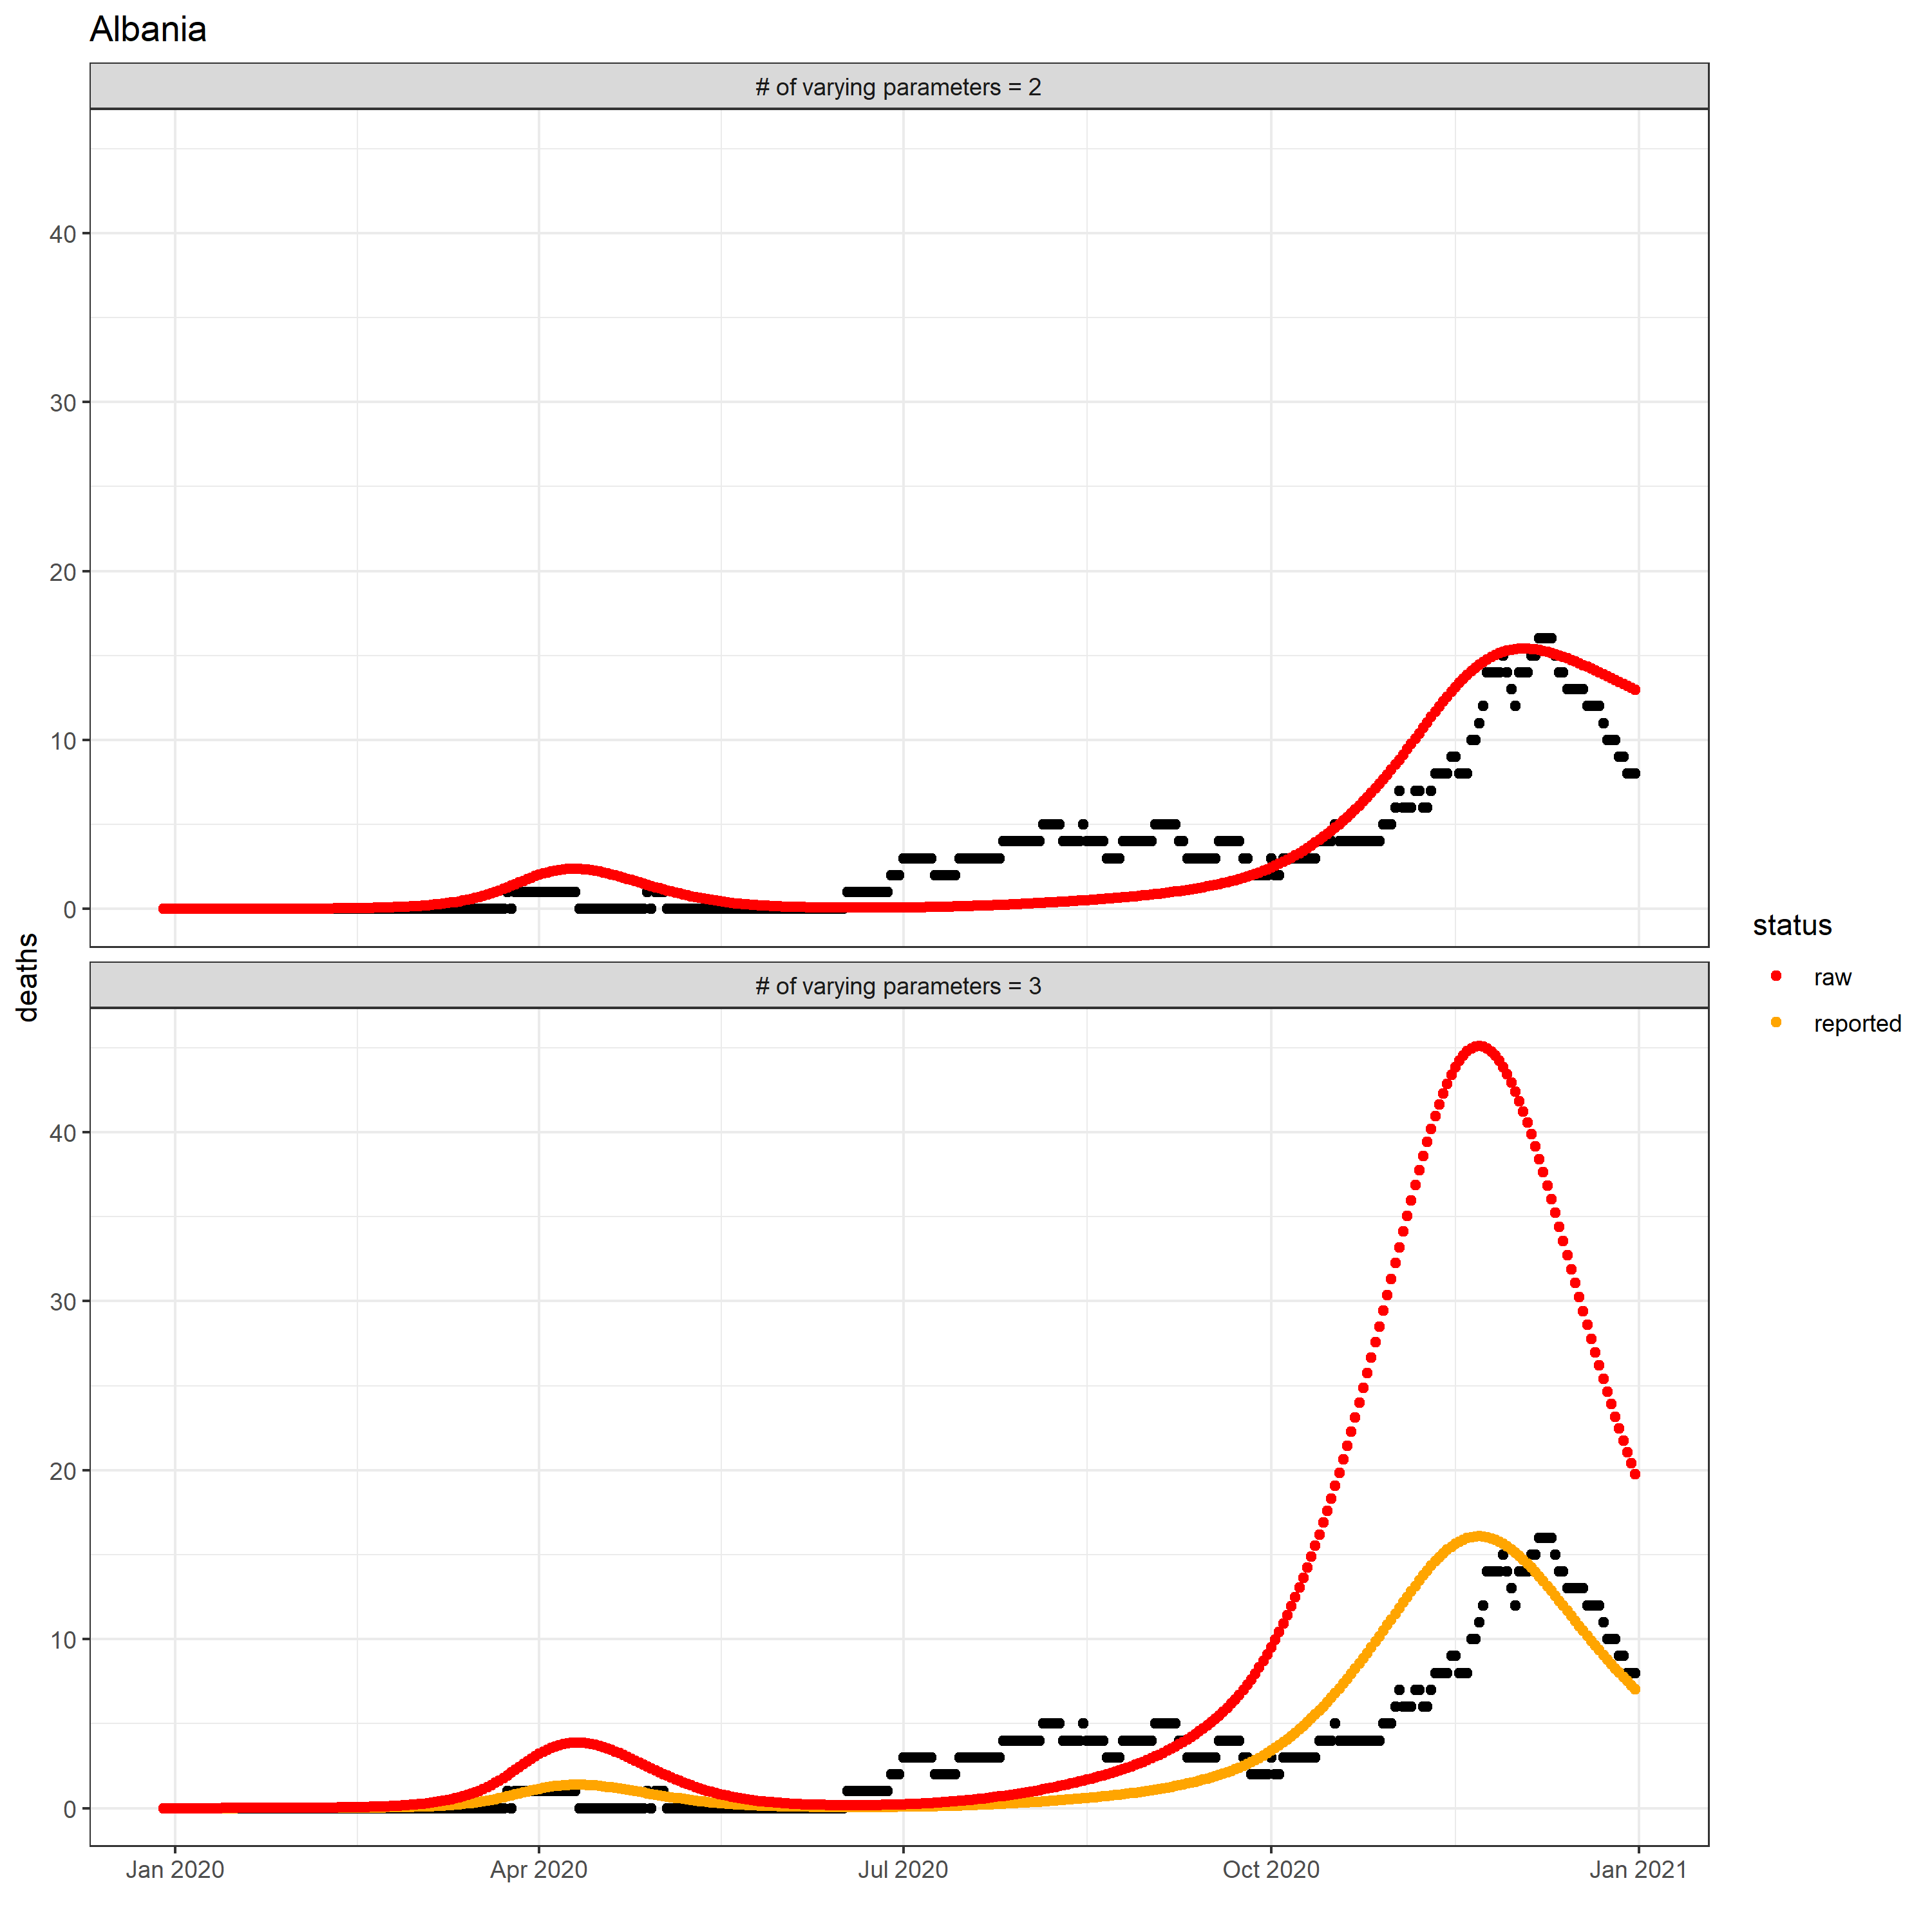 Albania
# of varying parameters = 2
40
30
20
10
0
deaths
# of varying parameters = 3
40
30
20
10
0
Jan 2020 Apr 2020 Jul 2020 Oct 2020 Jan 2021
status
raw
reported